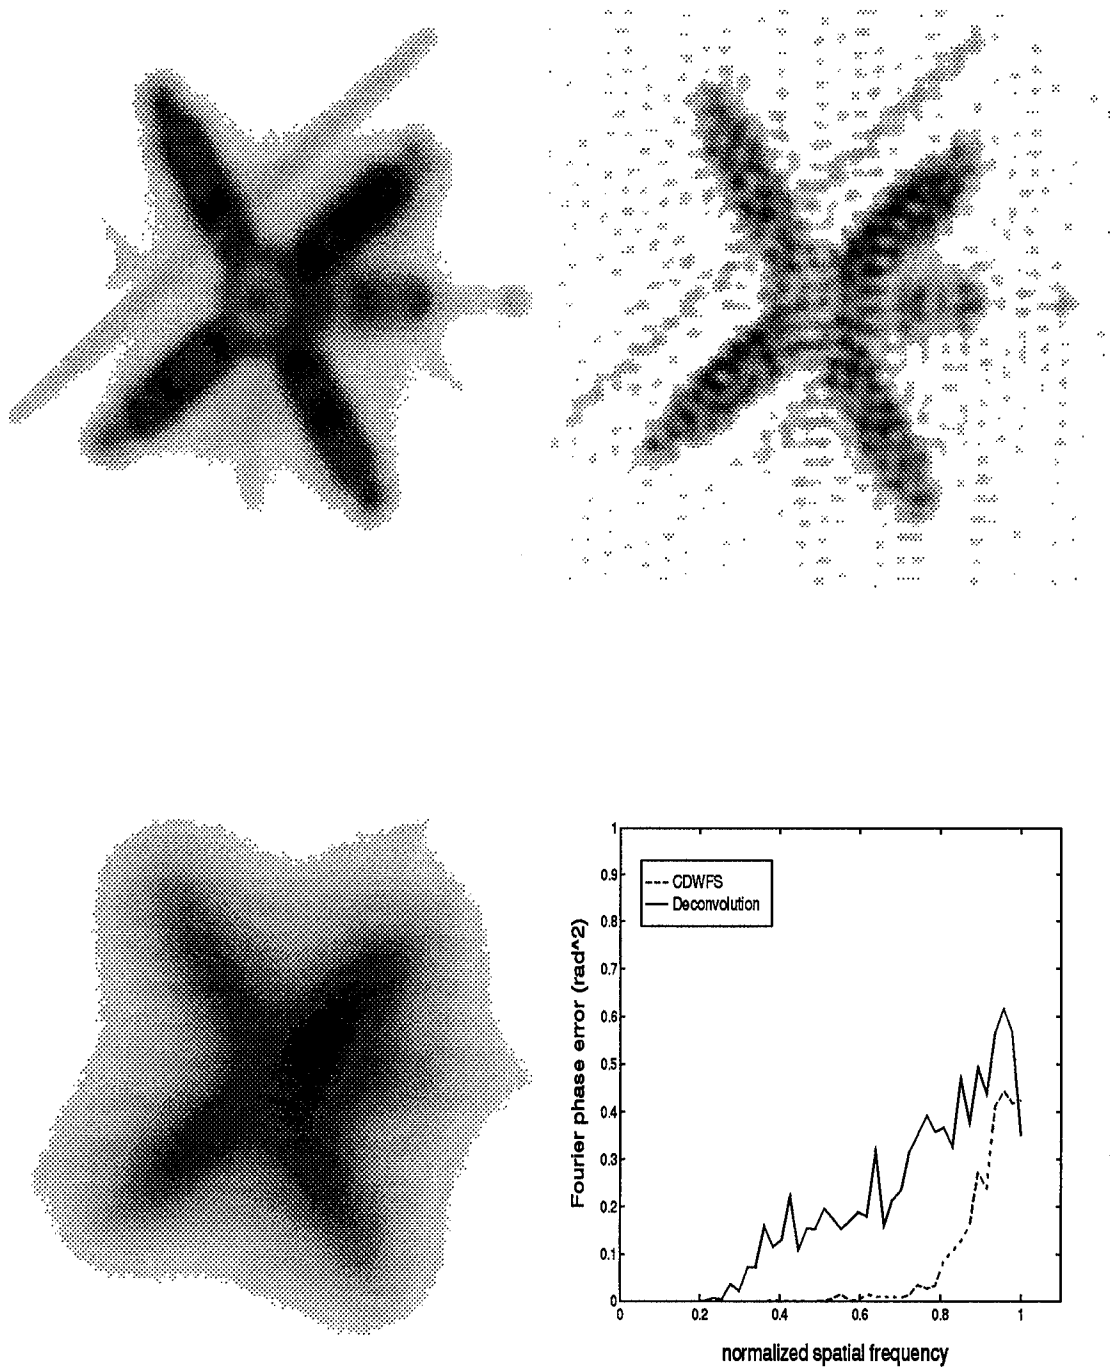 1
0.9
CDWFS
Deconvolution
0.8
0.7
0.6
0.5
0.4
0.3
0.2
0.1
0
Fourier phase error (rad^2)
0 0.2 0.4 0.6 0.8 1
normalized spatial frequency